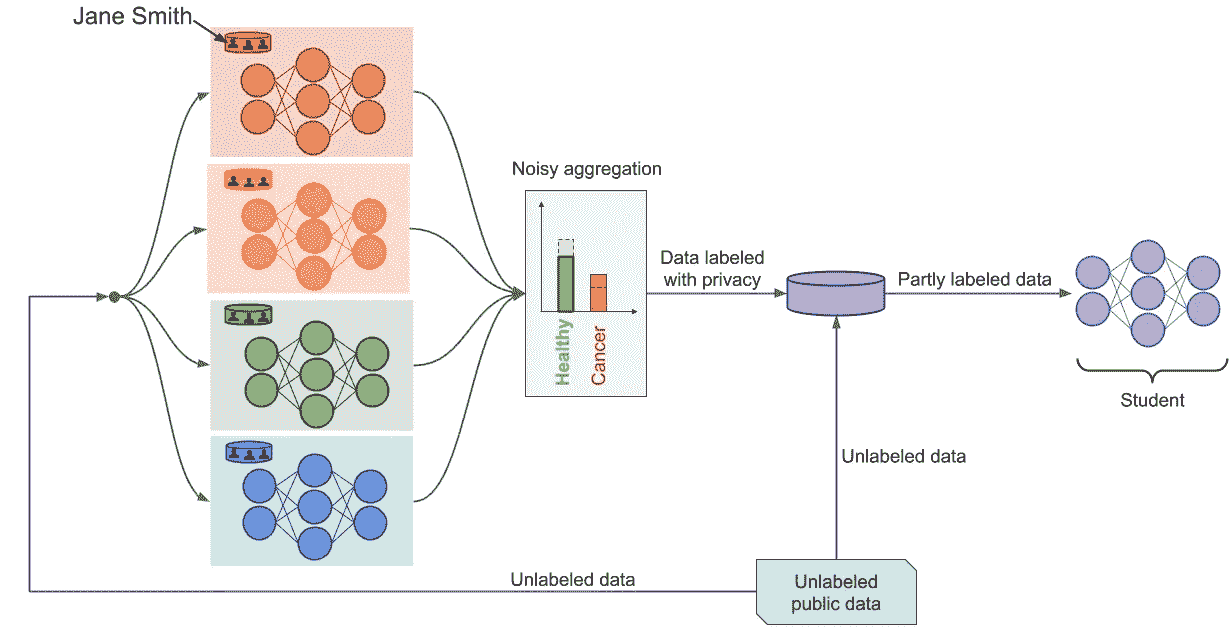 Jane Smith
Noisy aggregation
Healthy
Cancer
Data labeled
with privacy
Partly labeled data
Student
Unlabeled data
Unlabeled data
Unlabeled
public data